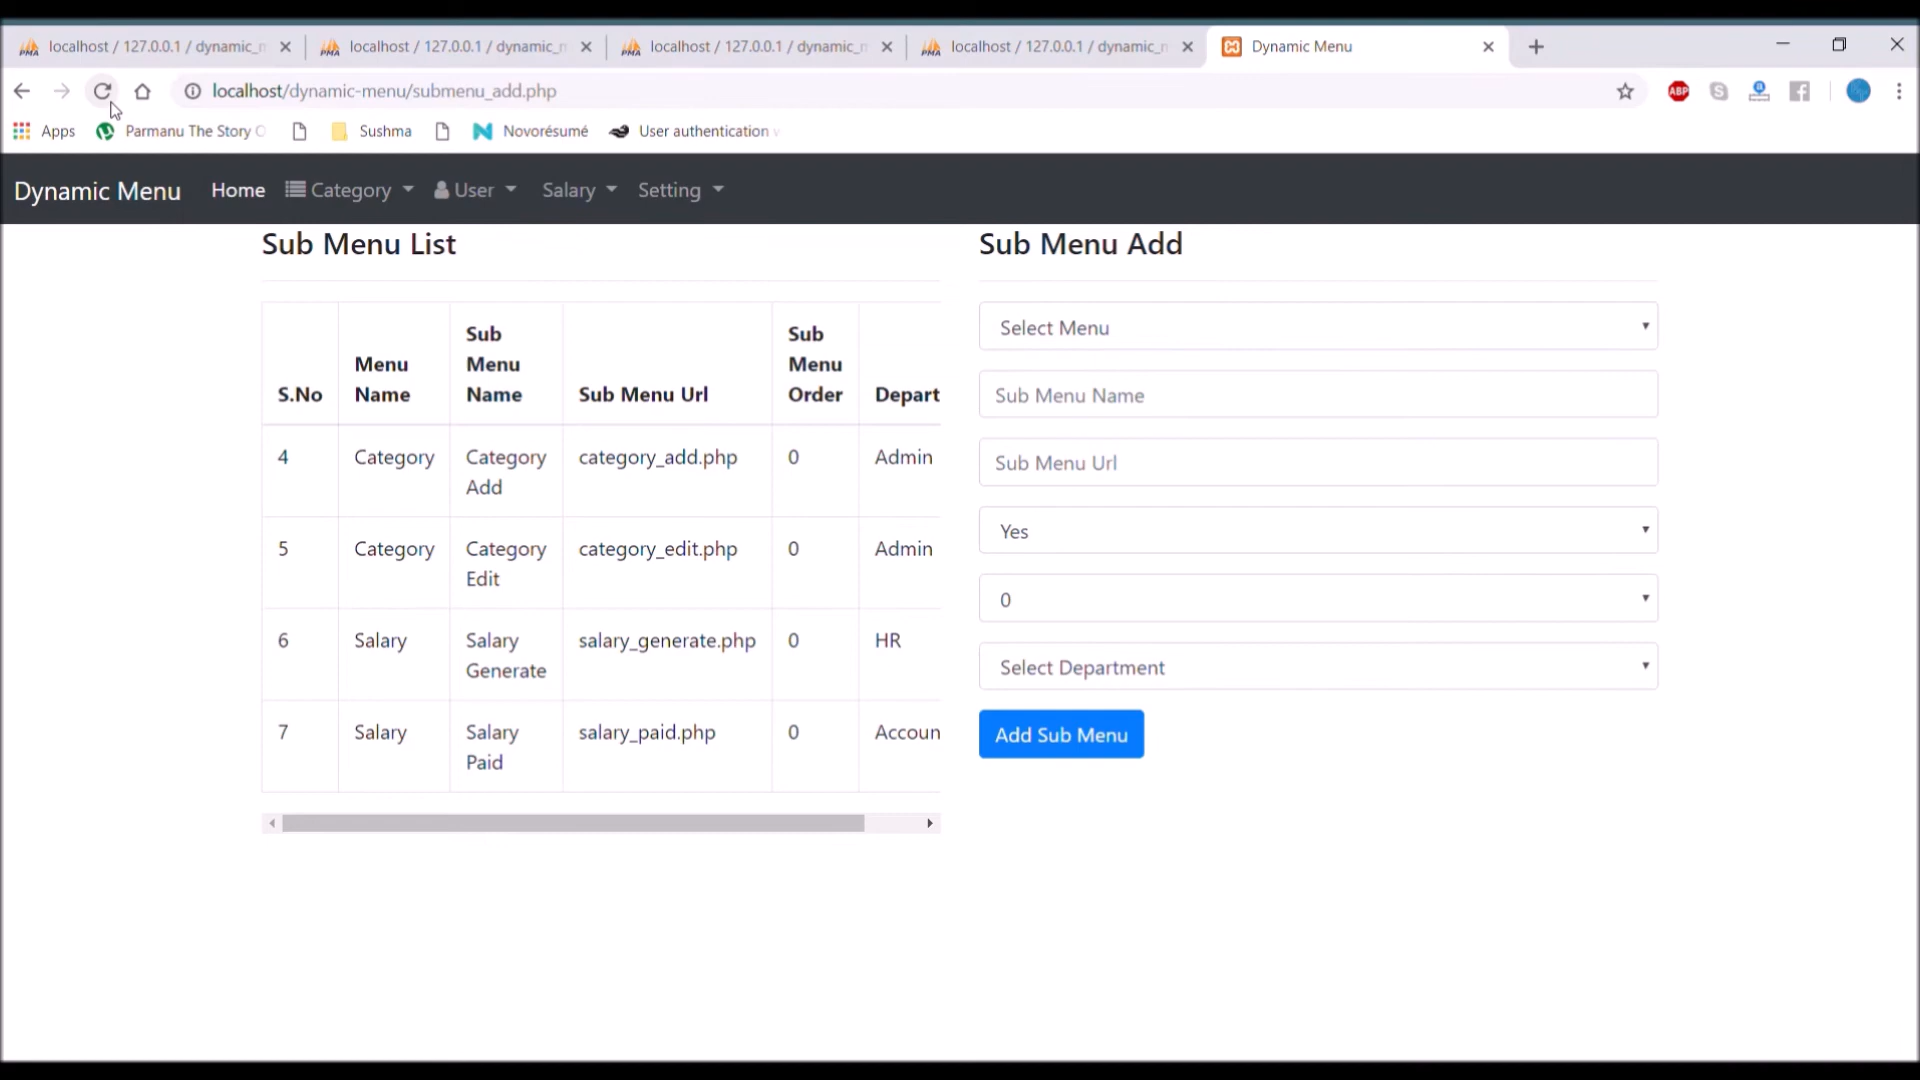 localhost / 127.0.0.1 / dynamic_ localhost / 127.0.0.1 / dynamic_ localhost / 127.0.0.1 / dynamic_ localhost / 127.0.0.1 / dynamic_ Dynamic Menu
localhost/dynamic-menu/submenu_add.php
ABP
Apps Parmanu The Story Sushma Novorésumé User authentication
Dynamic Menu Home Category User Salary Setting
Sub Menu List
S.No
Menu Name
Sub Menu Name
Sub Menu Url
Sub Menu Order
Depart
4 Category Category Add category_add.php 0 Admin
5 Category Category Edit category_edit.php 0 Admin
6 Salary Salary Generate salary_generate.php 0 HR
7 Salary Salary Paid salary_paid.php 0 Accoun
Sub Menu Add
Select Menu
Sub Menu Name
Sub Menu Url
Yes
0
Select Department
Add Sub Menu